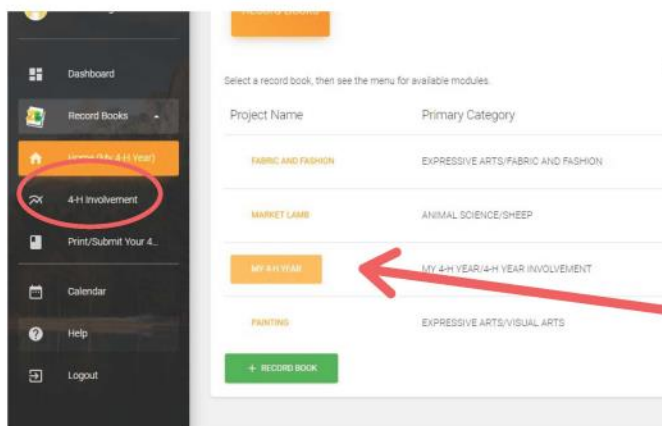 RECORD BOOKS
Dashboard
Record Books
Home (My 4-H Year)
4-H Involvement
Print/Submit Your 4...
Calendar
Help
Logout
Select a record book, then see the menu for available modules.
Project Name Primary Category
FABRIC AND FASHION EXPRESSIVE ARTS/FABRIC AND FASHION
MARKET LAMB ANIMAL SCIENCE/SHEEP
MY 4-H YEAR MY 4-H YEAR/4-H YEAR INVOLVEMENT
PAINTING EXPRESSIVE ARTS/VISUAL ARTS
+ RECORD BOOK